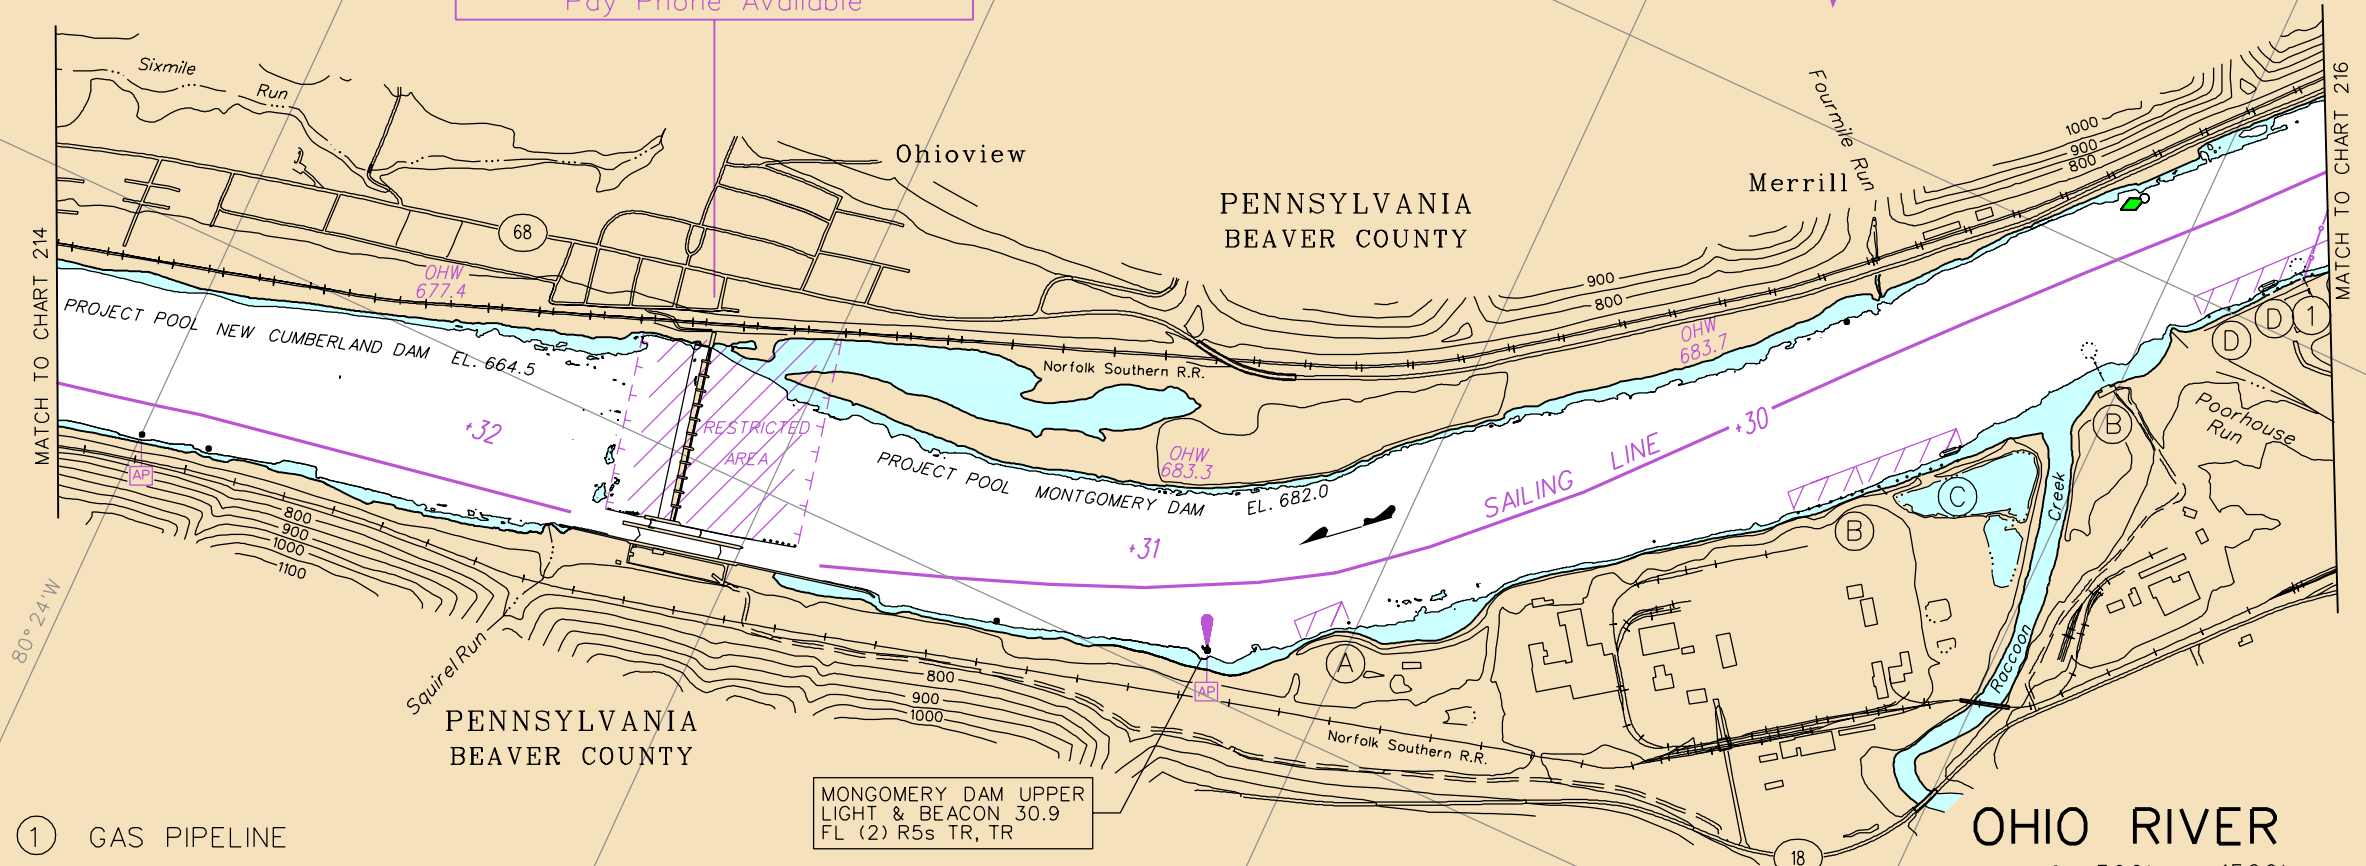 Pay Phone Available
Sixmile
Run
Ohioview
PENNSYLVANIA
BEAVER COUNTY
Merrill
Fourmile Run
1000
900
800
MATCH TO CHART 216
MATCH TO CHART 214
68
OHW
677.4
900
800
PROJECT POOL NEW CUMBERLAND DAM EL. 664.5
OHW
683.7
D
D
1
Norfolk Southern R.R.
+32
RESTRICTED
AREA
+30
SAILING LINE
B
Poorhouse
Run
OHW
683.3
PROJECT POOL MONTGOMERY DAM EL. 682.0
AP
+31
C
B
Creek
Raccoon
800
900
1000
1100
80° 24'W
Squirel Run
A
AP
800
900
1000
PENNSYLVANIA
BEAVER COUNTY
Norfolk Southern R.R.
MONGOMERY DAM UPPER
LIGHT & BEACON 30.9
FL (2) R5s TR, TR
1 GAS PIPELINE
18
OHIO RIVER